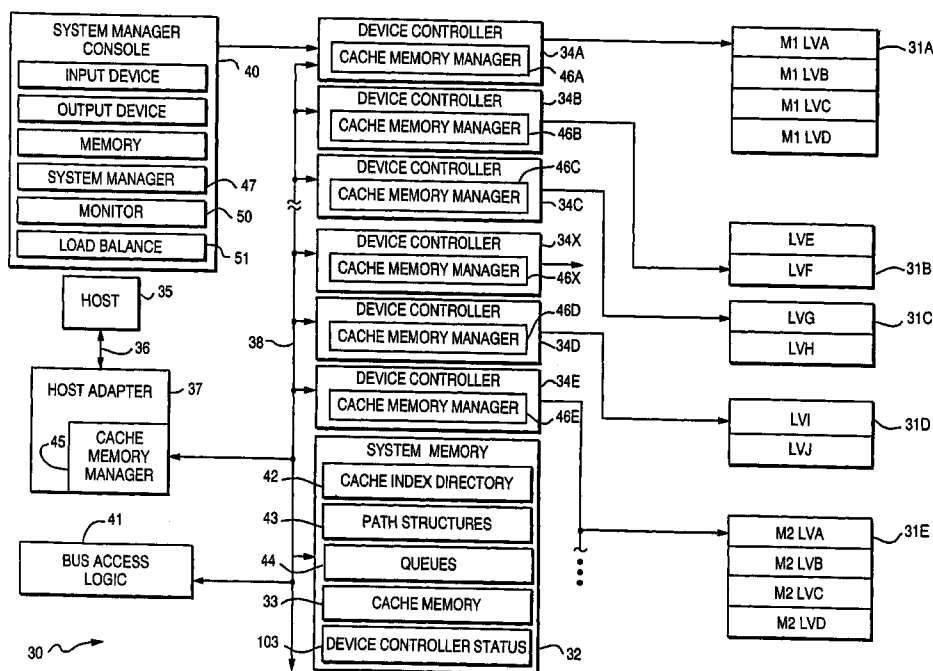 SYSTEM MANAGER
CONSOLE
40
INPUT DEVICE
OUTPUT DEVICE
MEMORY
SYSTEM MANAGER
47
MONITOR
50
LOAD BALANCE
51
HOST
35
36
HOST ADAPTER
37
45
CACHE
MEMORY
MANAGER
41
BUS ACCESS
LOGIC
30
38
DEVICE CONTROLLER
34A
CACHE MEMORY MANAGER
46A
DEVICE CONTROLLER
34B
CACHE MEMORY MANAGER
46B
DEVICE CONTROLLER
46C
CACHE MEMORY MANAGER
34C
DEVICE CONTROLLER
34X
CACHE MEMORY MANAGER
46X
DEVICE CONTROLLER
46D
CACHE MEMORY MANAGER
34D
DEVICE CONTROLLER
34E
CACHE MEMORY MANAGER
46E
SYSTEM MEMORY
42
CACHE INDEX DIRECTORY
43
PATH STRUCTURES
44
QUEUES
33
CACHE MEMORY
103
DEVICE CONTROLLER STATUS
32
M1 LVA
31A
M1 LVB
M1 LVC
M1 LVD
LVE
LVF
31B
LVG
31C
LVH
LVI
31D
LVJ
M2 LVA
31E
M2 LVB
M2 LVC
M2 LVD